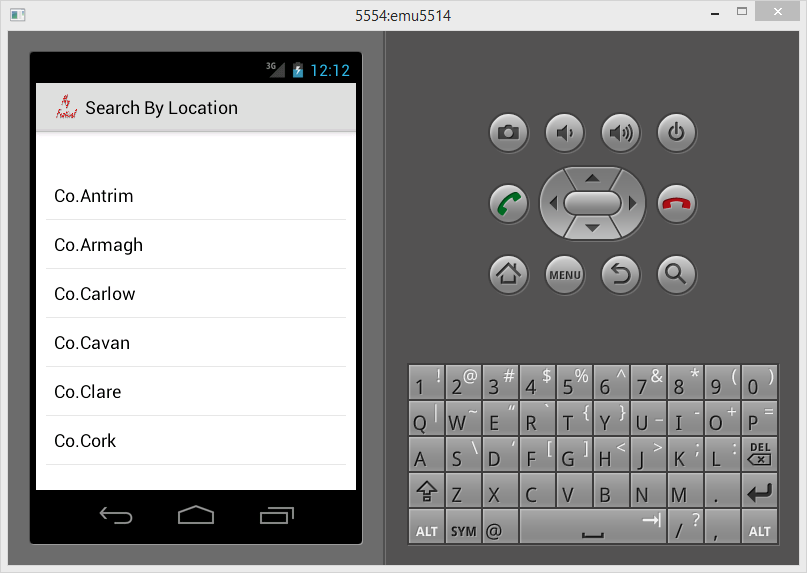 5554:emu5514
3G 12:12
My Festival Search By Location
Co.Antrim
Co.Armagh
Co.Carlow
Co.Cavan
Co.Clare
Co.Cork
MENU
1 ! 2 @ 3 # 4 $ 5 % 6 ^ 7 & 8 * 9 ( 0 )
Q | W ~ E “ R ` T { Y } U _ I - O + P =
A S \ D ‘ F [ G ] H < J > K ; L : DEL
Z X C V B N M .
ALT SYM @ / ? , ALT